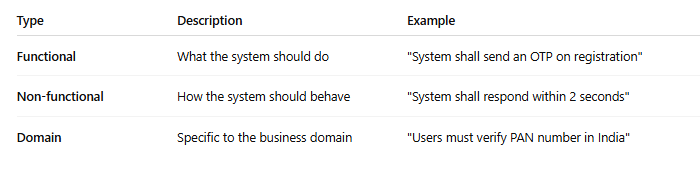 Type Description Example
Functional What the system should do "System shall send an OTP on registration"
Non-functional How the system should behave "System shall respond within 2 seconds"
Domain Specific to the business domain "Users must verify PAN number in India"